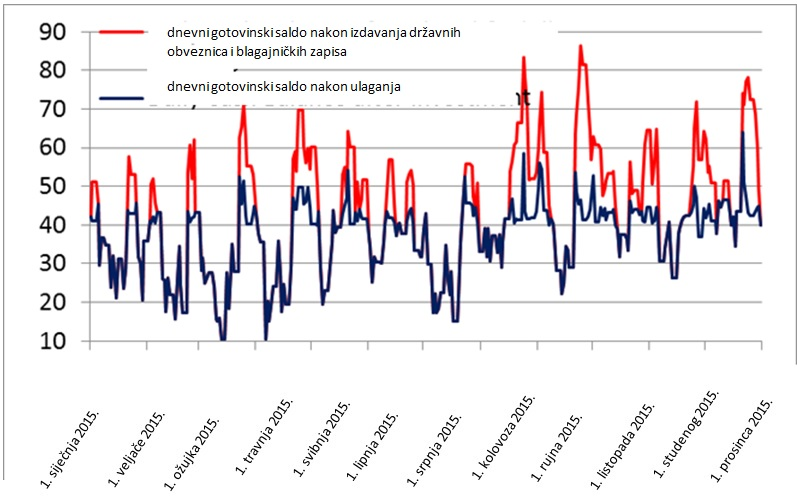 90
80
70
60
50
40
30
20
10
dnevni gotovinski saldo nakon izdavanja državnih
obveznica i blagajničkih zapisa
dnevni gotovinski saldo nakon ulaganja
1. siječnja 2015.
1. veljače 2015.
1. ožujka 2015.
1. travnja 2015.
1. svibnja 2015.
1. lipnja 2015.
1. srpnja 2015.
1. kolovoza 2015.
1. rujna 2015.
1. listopada 2015.
1. studenog 2015.
1. prosinca 2015.